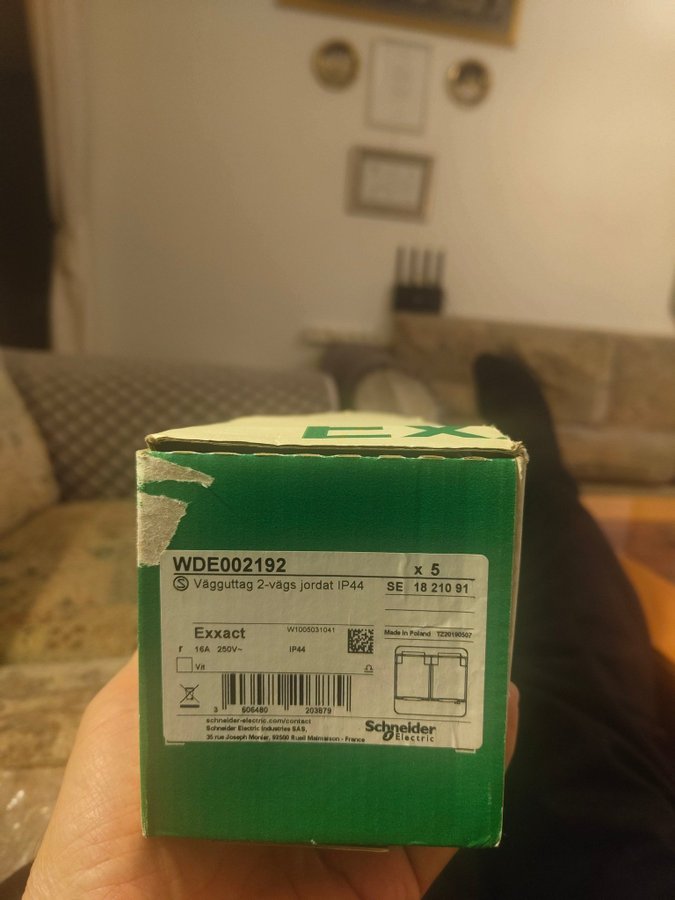 EX
WDE002192 x 5
S Vägguttag 2-vägs jordat IP44 SE 18 210 91
Exxact W1005031041 Made in Poland TZ20190507
r 16A 250V~ IP44
Vit
3 606480 203879
schneider-electric.com/contact
Schneider Electric Industries SAS,
35 rue Joseph Monier, 92500 Rueil Malmaison - France
Schneider
Electric